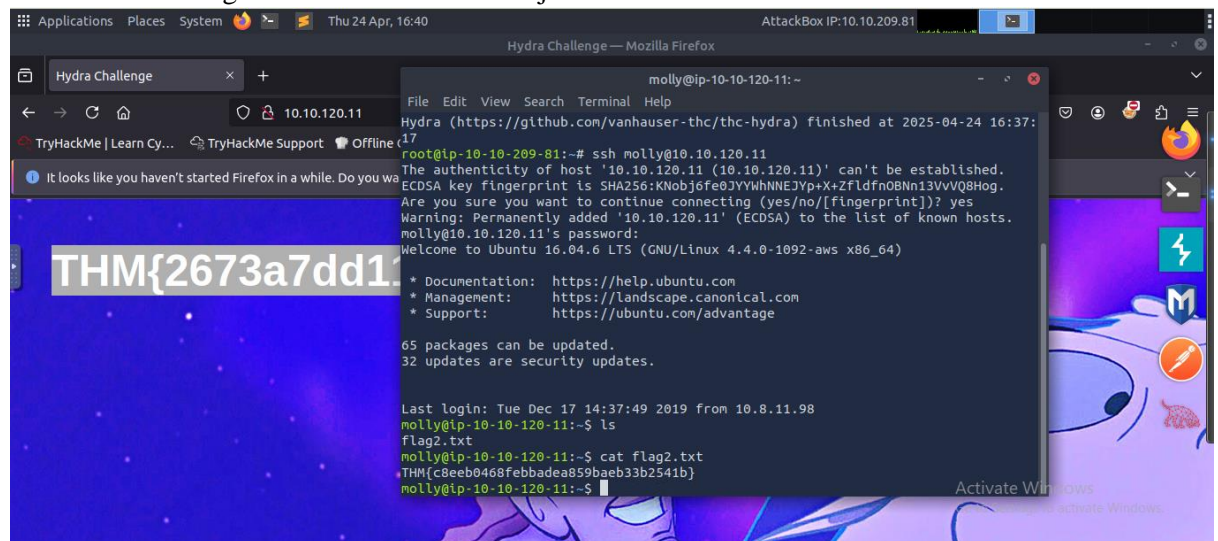 Applications Places System Thu 24 Apr, 16:40 AttackBox IP:10.10.209.81
Hydra Challenge — Mozilla Firefox
Hydra Challenge × +
10.10.120.11
TryHackMe | Learn Cy... TryHackMe Support Offline
It looks like you haven't started Firefox in a while. Do you wa
THM{2673a7dd11
molly@ip-10-10-120-11: ~
File Edit View Search Terminal Help
Hydra (https://github.com/vanhauser-thc/thc-hydra) finished at 2025-04-24 16:37:
17
root@ip-10-10-209-81:~# ssh molly@10.10.120.11
The authenticity of host '10.10.120.11 (10.10.120.11)' can't be established.
ECDSA key fingerprint is SHA256:KNobj6fe0JYYWhNNEJYp+X+ZfldfnOBNn13VvVQ8Hog.
Are you sure you want to continue connecting (yes/no/[fingerprint])? yes
Warning: Permanently added '10.10.120.11' (ECDSA) to the list of known hosts.
molly@10.10.120.11's password:
Welcome to Ubuntu 16.04.6 LTS (GNU/Linux 4.4.0-1092-aws x86_64)
* Documentation: https://help.ubuntu.com
* Management: https://landscape.canonical.com
* Support: https://ubuntu.com/advantage
65 packages can be updated.
32 updates are security updates.
Last login: Tue Dec 17 14:37:49 2019 from 10.8.11.98
molly@ip-10-10-120-11:~$ ls
flag2.txt
molly@ip-10-10-120-11:~$ cat flag2.txt
THM{c8eeb0468febbadea859baeb33b2541b}
molly@ip-10-10-120-11:~$
Activate Windows
activate Windows.